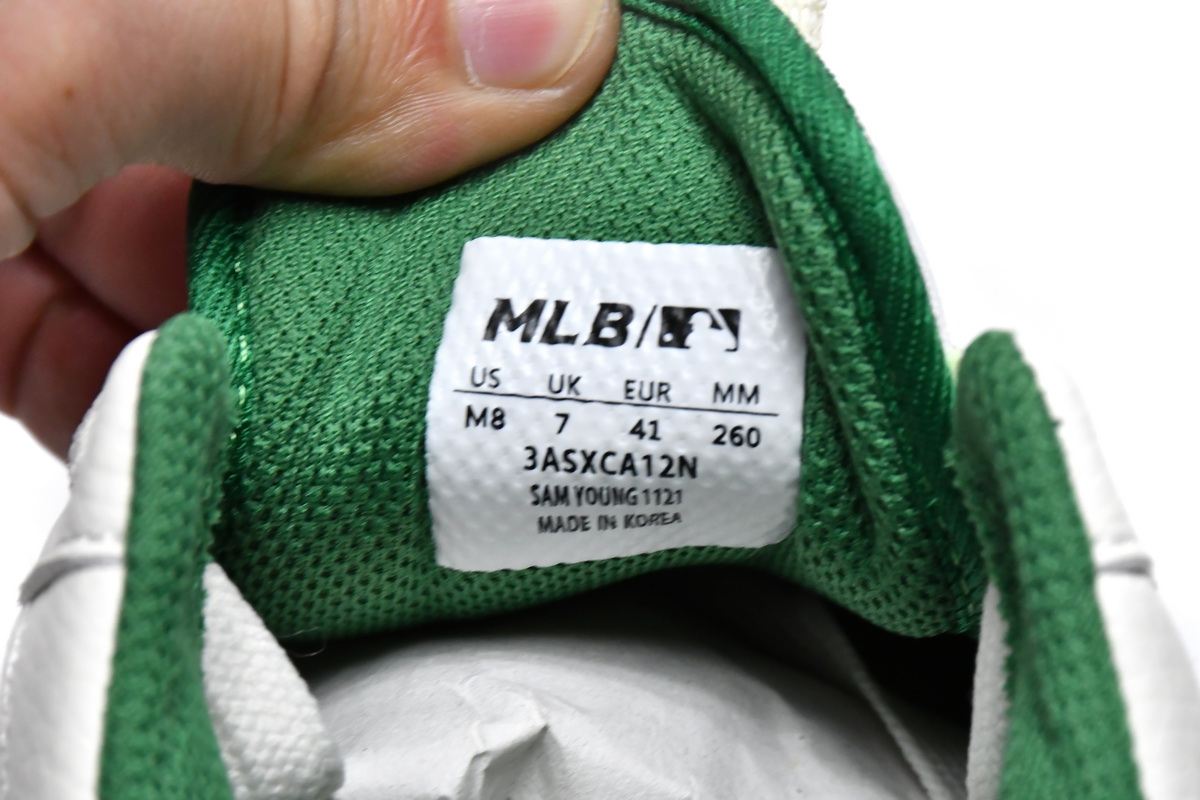 MLB/
US UK EUR MM
M8 7 41 260
3ASXCA12N
SAM YOUNG 1121
MADE IN KOREA